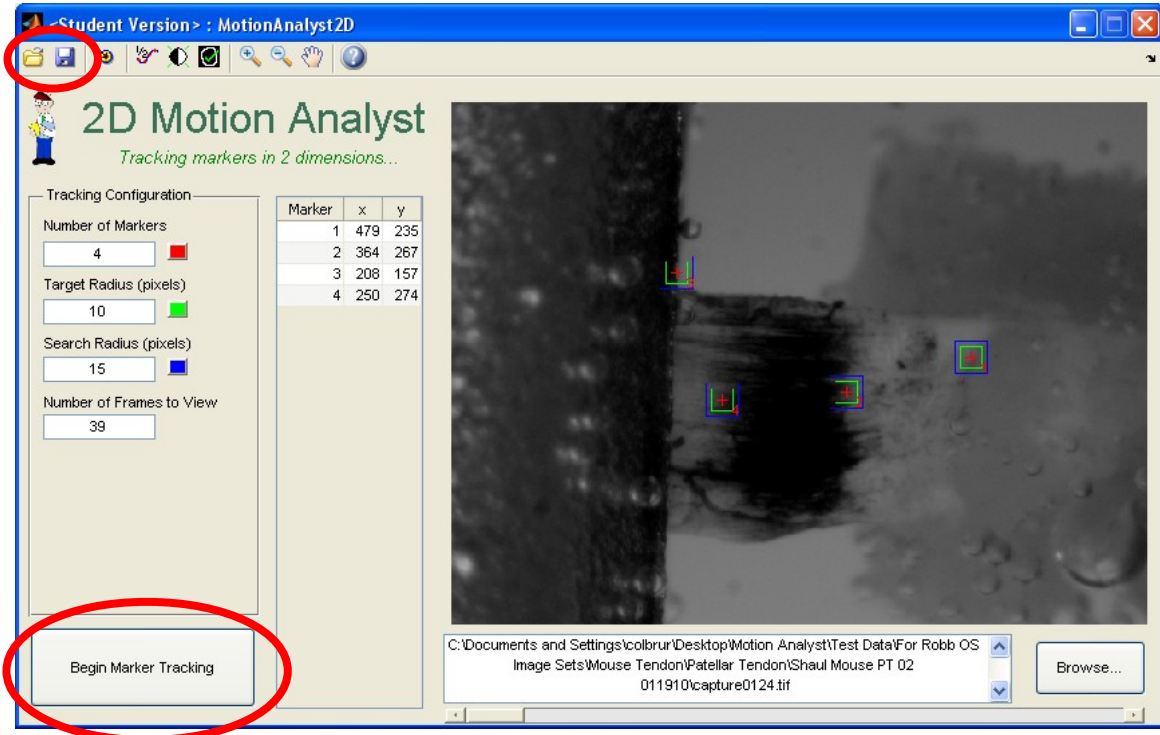 <Student Version> : MotionAnalyst2D
2D Motion Analyst
Tracking markers in 2 dimensions...
Tracking Configuration
Number of Markers
4
Target Radius (pixels)
10
Search Radius (pixels)
15
Number of Frames to View
39
Marker x y
1 479 235
2 364 267
3 208 157
4 250 274
Begin Marker Tracking
C:\Documents and Settings\colbrur\Desktop\Motion Analyst\Test Data\For Robb OS
Image Sets\Mouse Tendon\Patellar Tendon\Shaul Mouse PT 02
011910\capture0124.tif
Browse...